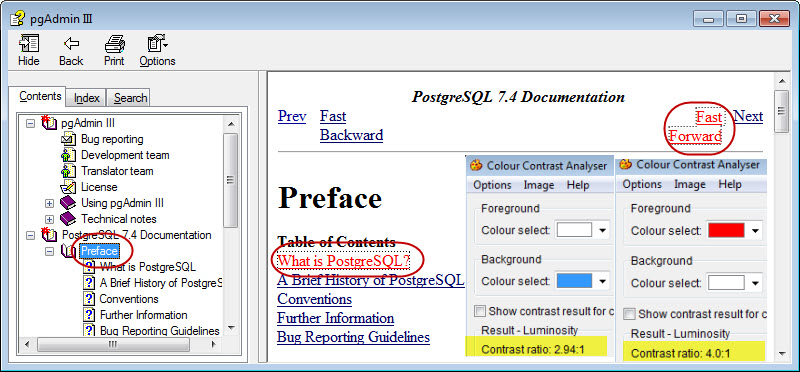 pgAdmin III
Hide Back Print Options
Contents Index Search
pgAdmin III
Bug reporting
Development team
Translator team
License
Using pgAdmin III
Technical notes
PostgreSQL 7.4 Documentation
Preface
What is PostgreSQL
A Brief History of PostgreS
Conventions
Further Information
Bug Reporting Guidelines
PostgreSQL 7.4 Documentation
Prev Fast Fast Next
Backward Forward
Preface
Table of Contents
What is PostgreSQL?
A Brief History of PostgreSQL
Conventions
Further Information
Bug Reporting Guidelines
Colour Contrast Analyser
Options Image Help
Foreground
Colour select:
Background
Colour select:
Show contrast result for c
Result - Luminosity
Contrast ratio: 2.94:1
Colour Contrast Analyser
Options Image Help
Foreground
Colour select:
Background
Colour select:
Show contrast result for c
Result - Luminosity
Contrast ratio: 4.0:1